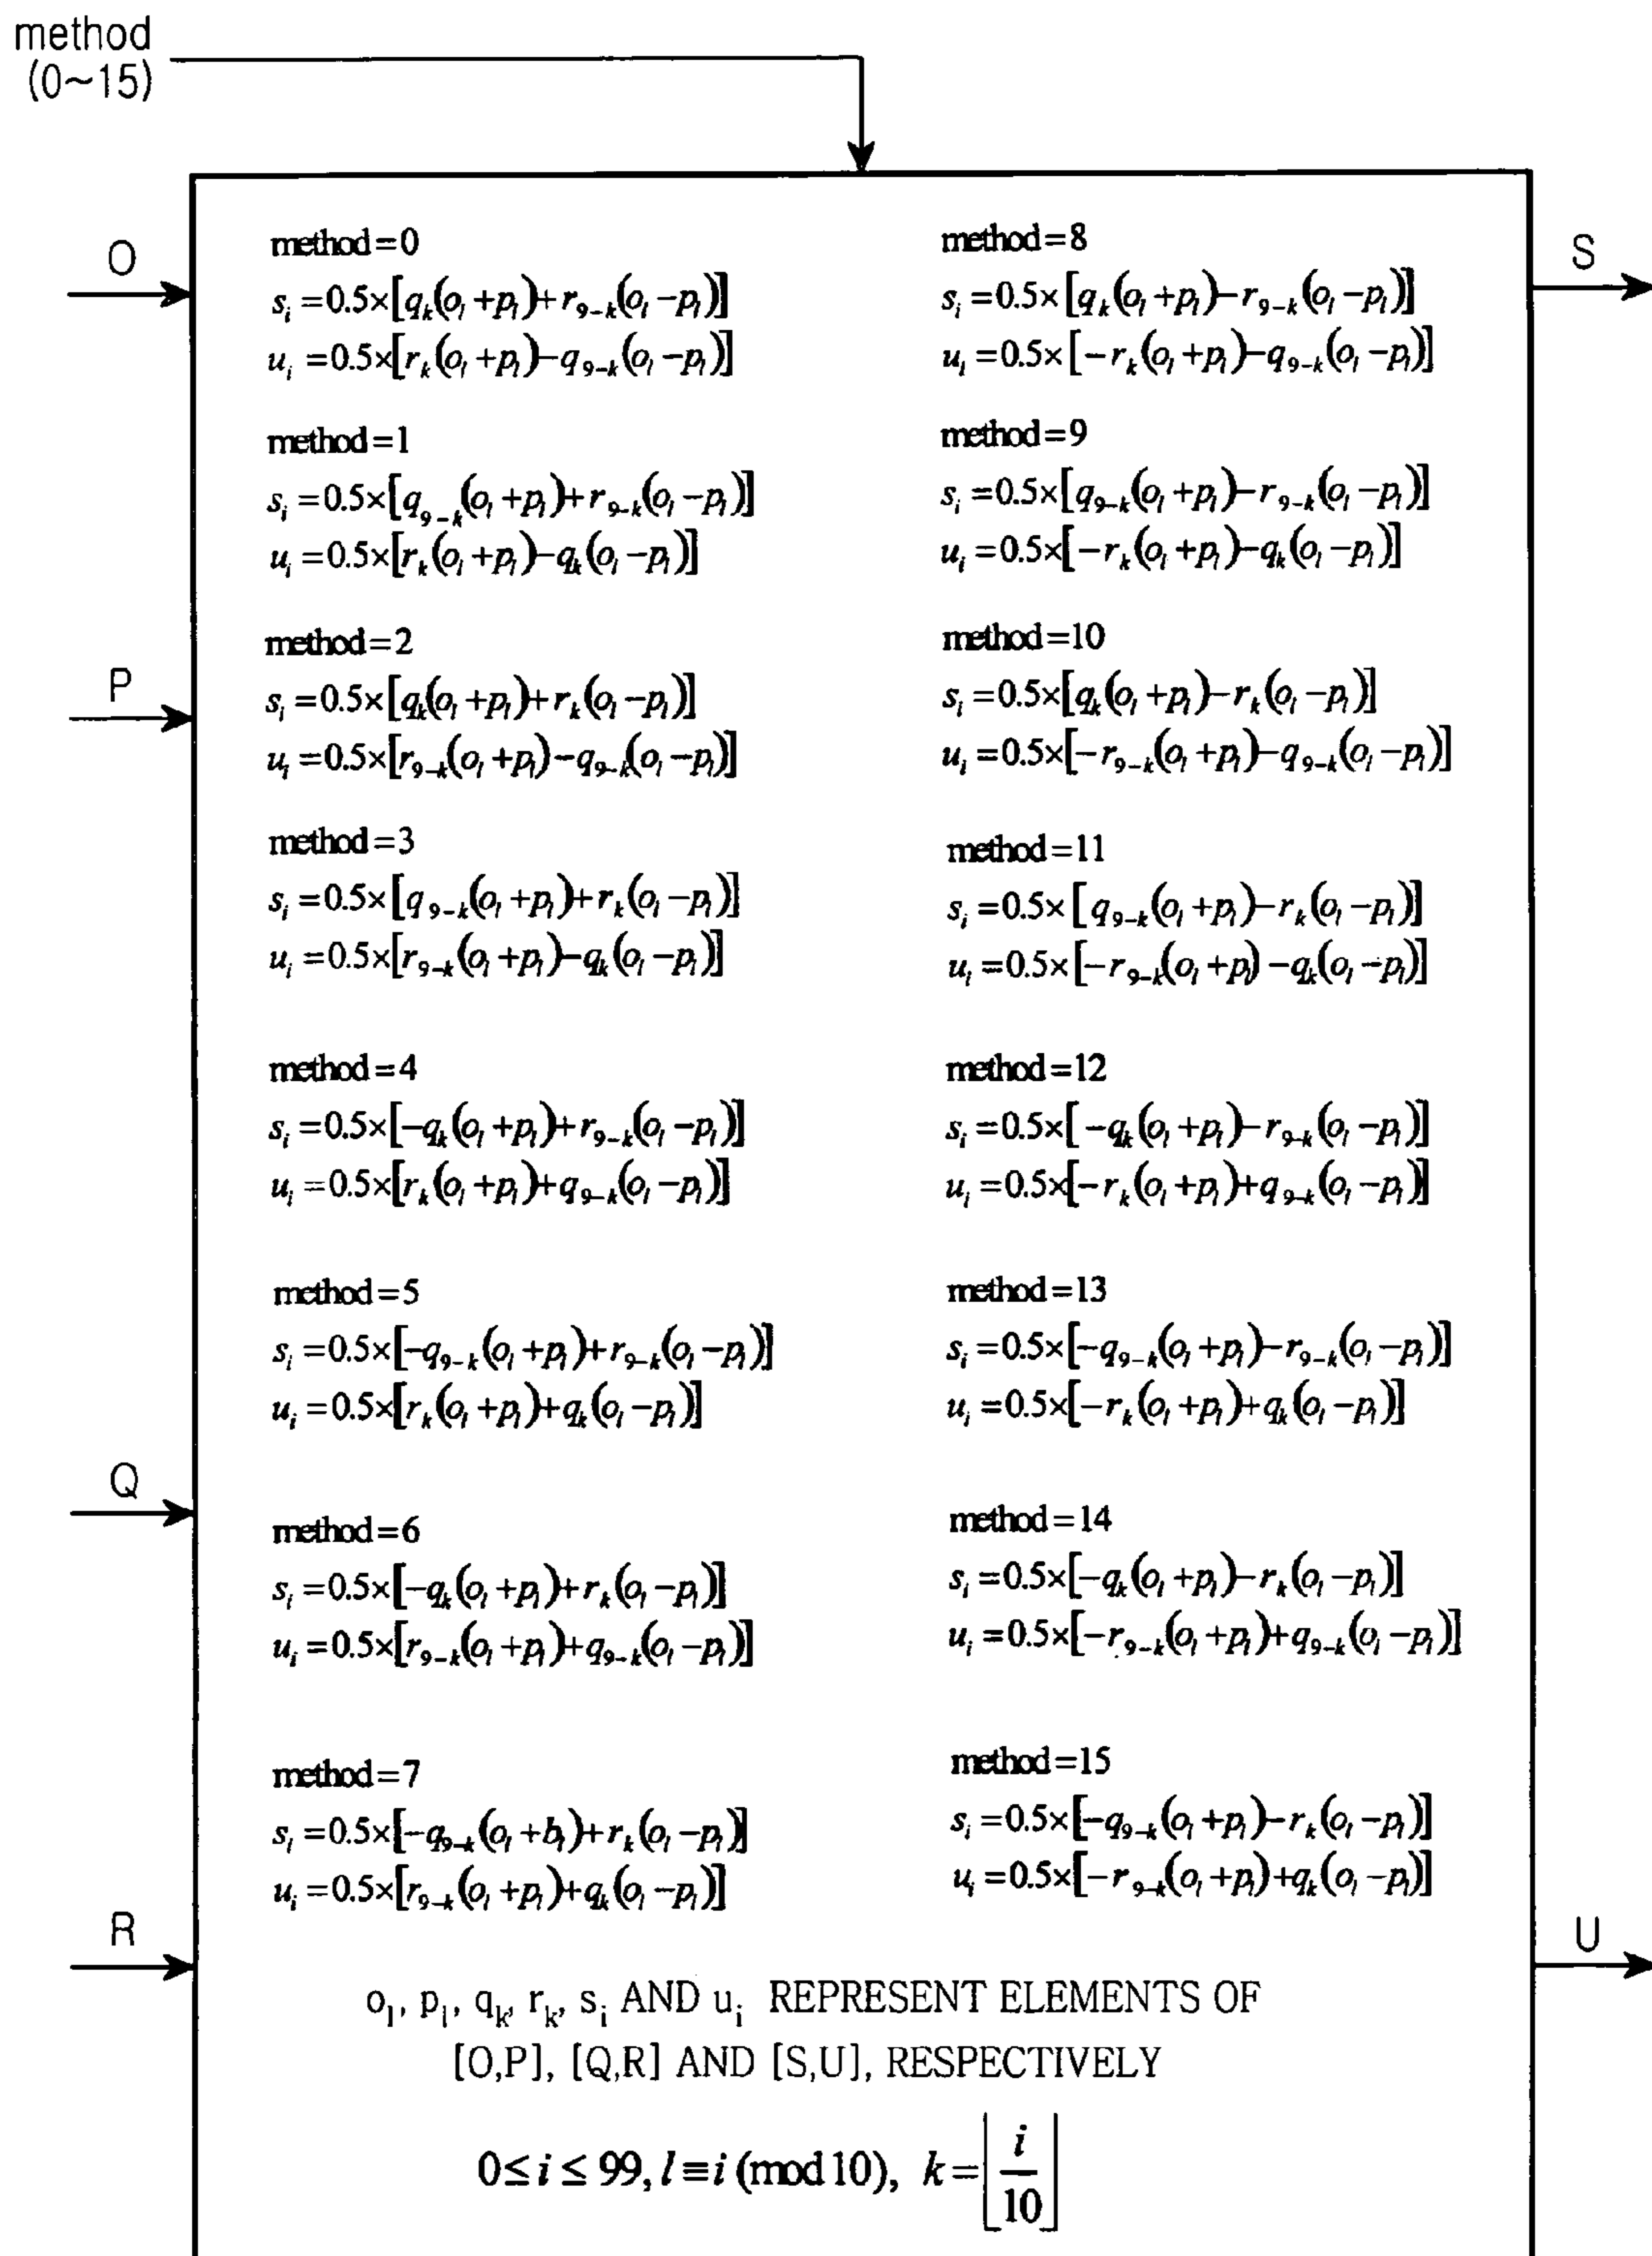 method
(0~15)
O
P
Q
R
S
U
method=0
s_i=0.5×[q_k(o_l+p_l)+r_{9-k}(o_l-p_l)]
u_i=0.5×[r_k(o_l+p_l)-q_{9-k}(o_l-p_l)]
method=1
s_i=0.5×[q_{9-k}(o_l+p_l)+r_{9-k}(o_l-p_l)]
u_i=0.5×[r_k(o_l+p_l)-q_k(o_l-p_l)]
method=2
s_i=0.5×[q_k(o_l+p_l)+r_k(o_l-p_l)]
u_i=0.5×[r_{9-k}(o_l+p_l)-q_{9-k}(o_l-p_l)]
method=3
s_i=0.5×[q_{9-k}(o_l+p_l)+r_k(o_l-p_l)]
u_i=0.5×[r_{9-k}(o_l+p_l)-q_k(o_l-p_l)]
method=4
s_i=0.5×[-q_k(o_l+p_l)+r_{9-k}(o_l-p_l)]
u_i=0.5×[r_k(o_l+p_l)+q_{9-k}(o_l-p_l)]
method=5
s_i=0.5×[-q_{9-k}(o_l+p_l)+r_{9-k}(o_l-p_l)]
u_i=0.5×[r_k(o_l+p_l)+q_k(o_l-p_l)]
method=6
s_i=0.5×[-q_k(o_l+p_l)+r_k(o_l-p_l)]
u_i=0.5×[r_{9-k}(o_l+p_l)+q_{9-k}(o_l-p_l)]
method=7
s_i=0.5×[-q_{9-k}(o_l+b_l)+r_k(o_l-p_l)]
u_i=0.5×[r_{9-k}(o_l+p_l)+q_k(o_l-p_l)]
method=8
s_i=0.5×[q_k(o_l+p_l)-r_{9-k}(o_l-p_l)]
u_i=0.5×[-r_k(o_l+p_l)-q_{9-k}(o_l-p_l)]
method=9
s_i=0.5×[q_{9-k}(o_l+p_l)-r_{9-k}(o_l-p_l)]
u_i=0.5×[-r_k(o_l+p_l)-q_k(o_l-p_l)]
method=10
s_i=0.5×[q_k(o_l+p_l)-r_k(o_l-p_l)]
u_i=0.5×[-r_{9-k}(o_l+p_l)-q_{9-k}(o_l-p_l)]
method=11
s_i=0.5×[q_{9-k}(o_l+p_l)-r_k(o_l-p_l)]
u_i=0.5×[-r_{9-k}(o_l+p_l)-q_k(o_l-p_l)]
method=12
s_i=0.5×[-q_k(o_l+p_l)-r_{9-k}(o_l-p_l)]
u_i=0.5×[-r_k(o_l+p_l)+q_{9-k}(o_l-p_l)]
method=13
s_i=0.5×[-q_{9-k}(o_l+p_l)-r_{9-k}(o_l-p_l)]
u_i=0.5×[-r_k(o_l+p_l)+q_k(o_l-p_l)]
method=14
s_i=0.5×[-q_k(o_l+p_l)-r_k(o_l-p_l)]
u_i=0.5×[-r_{9-k}(o_l+p_l)+q_{9-k}(o_l-p_l)]
method=15
s_i=0.5×[-q_{9-k}(o_l+p_l)-r_k(o_l-p_l)]
u_i=0.5×[-r_{9-k}(o_l+p_l)+q_k(o_l-p_l)]
o_l, p_l, q_k, r_k, s_i AND u_i REPRESENT ELEMENTS OF
[O,P], [Q,R] AND [S,U], RESPECTIVELY
0≤i≤99, l≡i(mod10), k=⌊i/10⌋